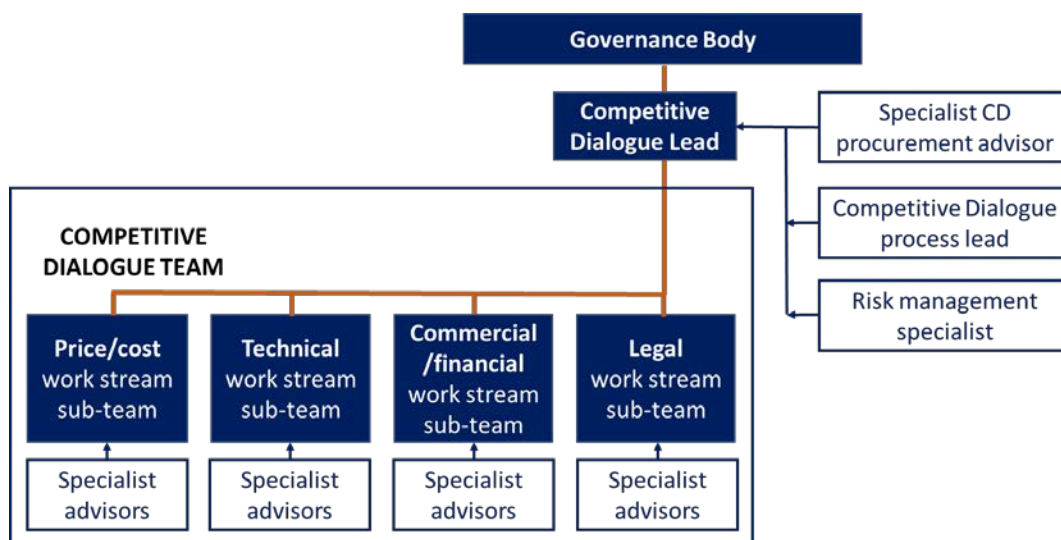 Governance Body
Competitive
Dialogue Lead
Specialist CD
procurement advisor
Competitive Dialogue
process lead
Risk management
specialist
COMPETITIVE
DIALOGUE TEAM
Price/cost
work stream
sub-team
Technical
work stream
sub-team
Commercial
/financial
work stream
sub-team
Legal
work stream
sub-team
Specialist
advisors
Specialist
advisors
Specialist
advisors
Specialist
advisors